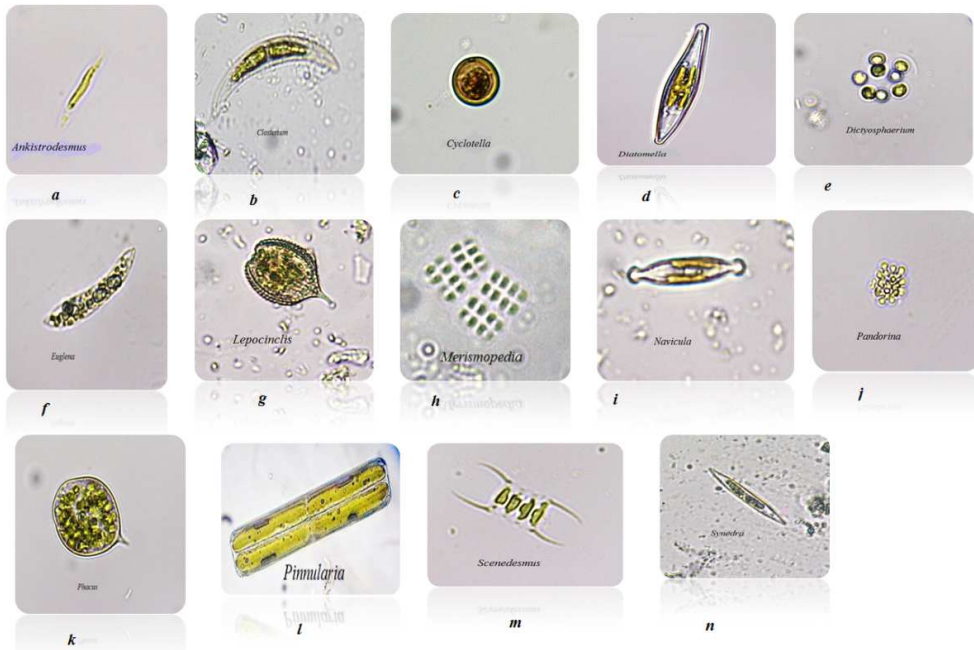 Ankistrodesmus
Closterium
Cyclotella
Diatomella
Dictyosphaerium
a
b
c
d
e
Euglena
Lepocinclis
Merismopedia
Navicula
Pandorina
f
g
h
i
j
Phacus
Pinnularia
Scenedesmus
Synedra
k
l
m
n